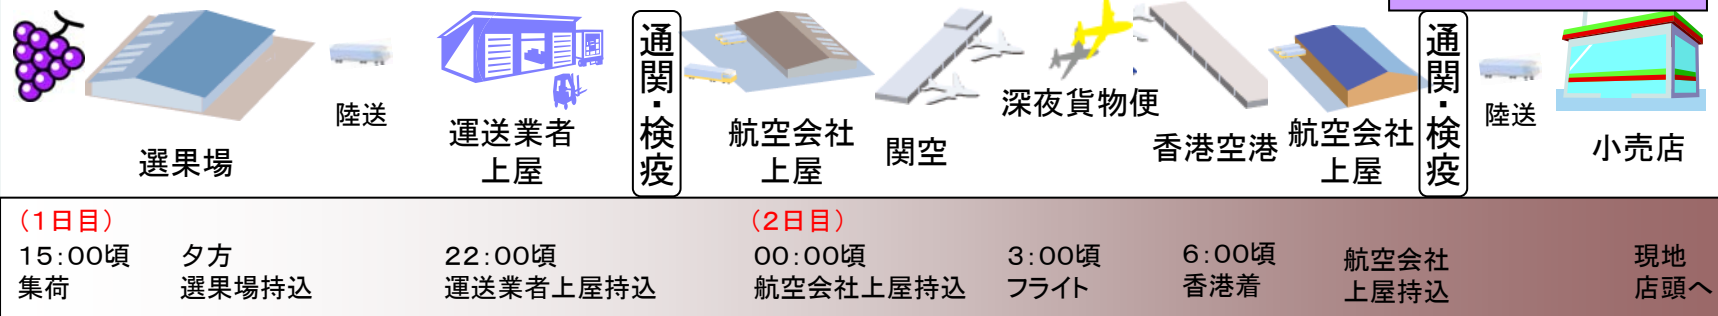 選果場
陸送
運送業者
上屋
通関・検疫
航空会社
上屋
関空
深夜貨物便
香港空港
航空会社
上屋
通関・検疫
陸送
小売店
(1日目)
15:00頃
集荷
夕方
選果場持込
22:00頃
運送業者上屋持込
(2日目)
00:00頃
航空会社上屋持込
3:00頃
フライト
6:00頃
香港着
航空会社
上屋持込
現地
店頭へ